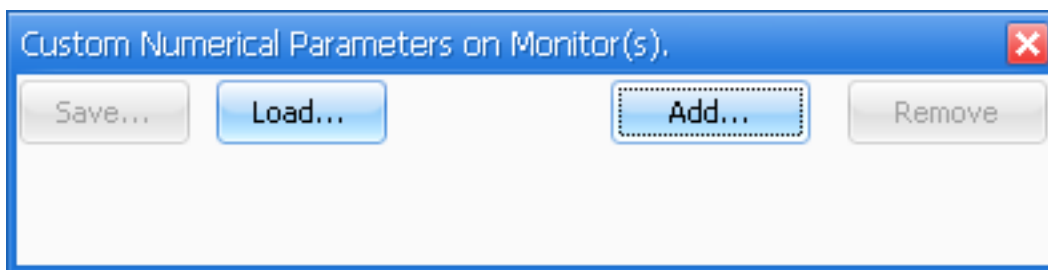 Custom Numerical Parameters on Monitor(s).
Save... Load... Add... Remove